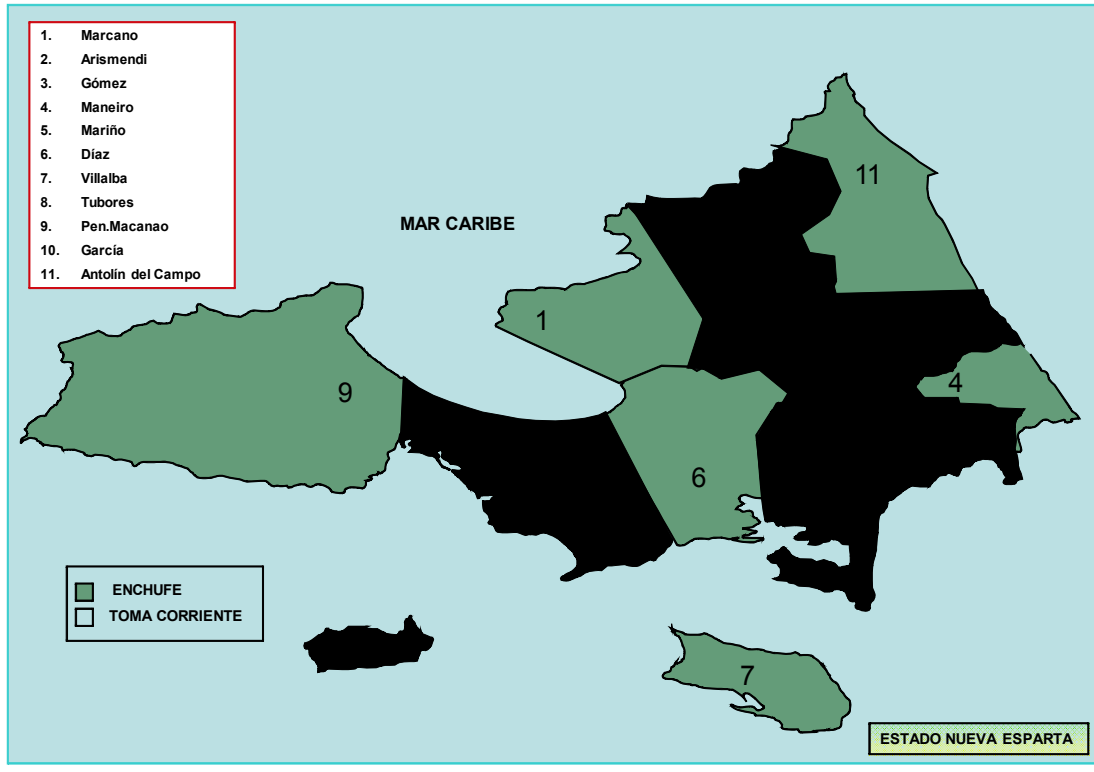 1. Marcano
2. Arismendi
3. Gómez
4. Maneiro
5. Mariño
6. Díaz
7. Villalba
8. Tubores
9. Pen.Macanao
10. García
11. Antolín del Campo
MAR CARIBE
11
1
9
4
6
ENCHUFE
TOMA CORRIENTE
7
ESTADO NUEVA ESPARTA